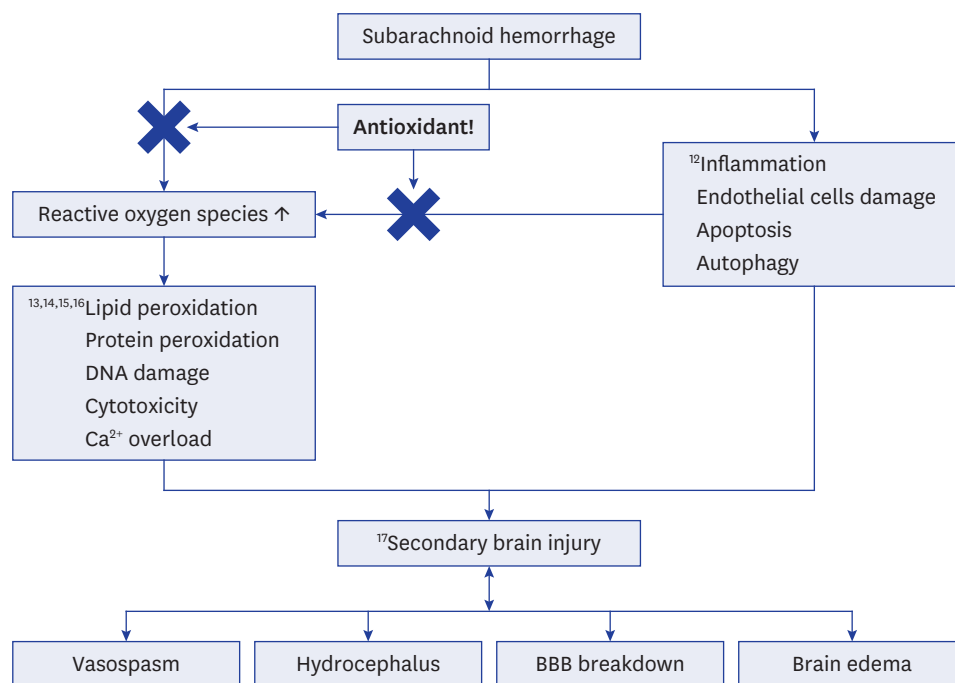 Subarachnoid hemorrhage
Antioxidant!
¹²Inflammation
Endothelial cells damage
Apoptosis
Autophagy
Reactive oxygen species ↑
¹³,¹⁴,¹⁵,¹⁶Lipid peroxidation
Protein peroxidation
DNA damage
Cytotoxicity
Ca²⁺ overload
¹⁷Secondary brain injury
Vasospasm
Hydrocephalus
BBB breakdown
Brain edema